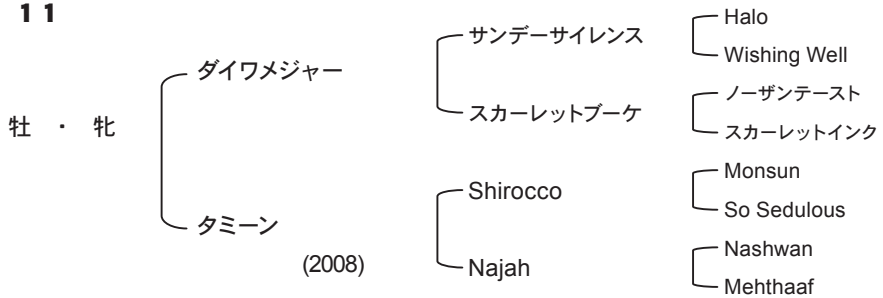 11
Halo
サンデーサイレンス
Wishing Well
ダイワメジャー
ノーザンテースト
スカーレットブーケ
スカーレットインク
牡 ・ 牝
Monsun
Shirocco
So Sedulous
タミーン
Nashwan
(2008)
Najah
Mehthaaf